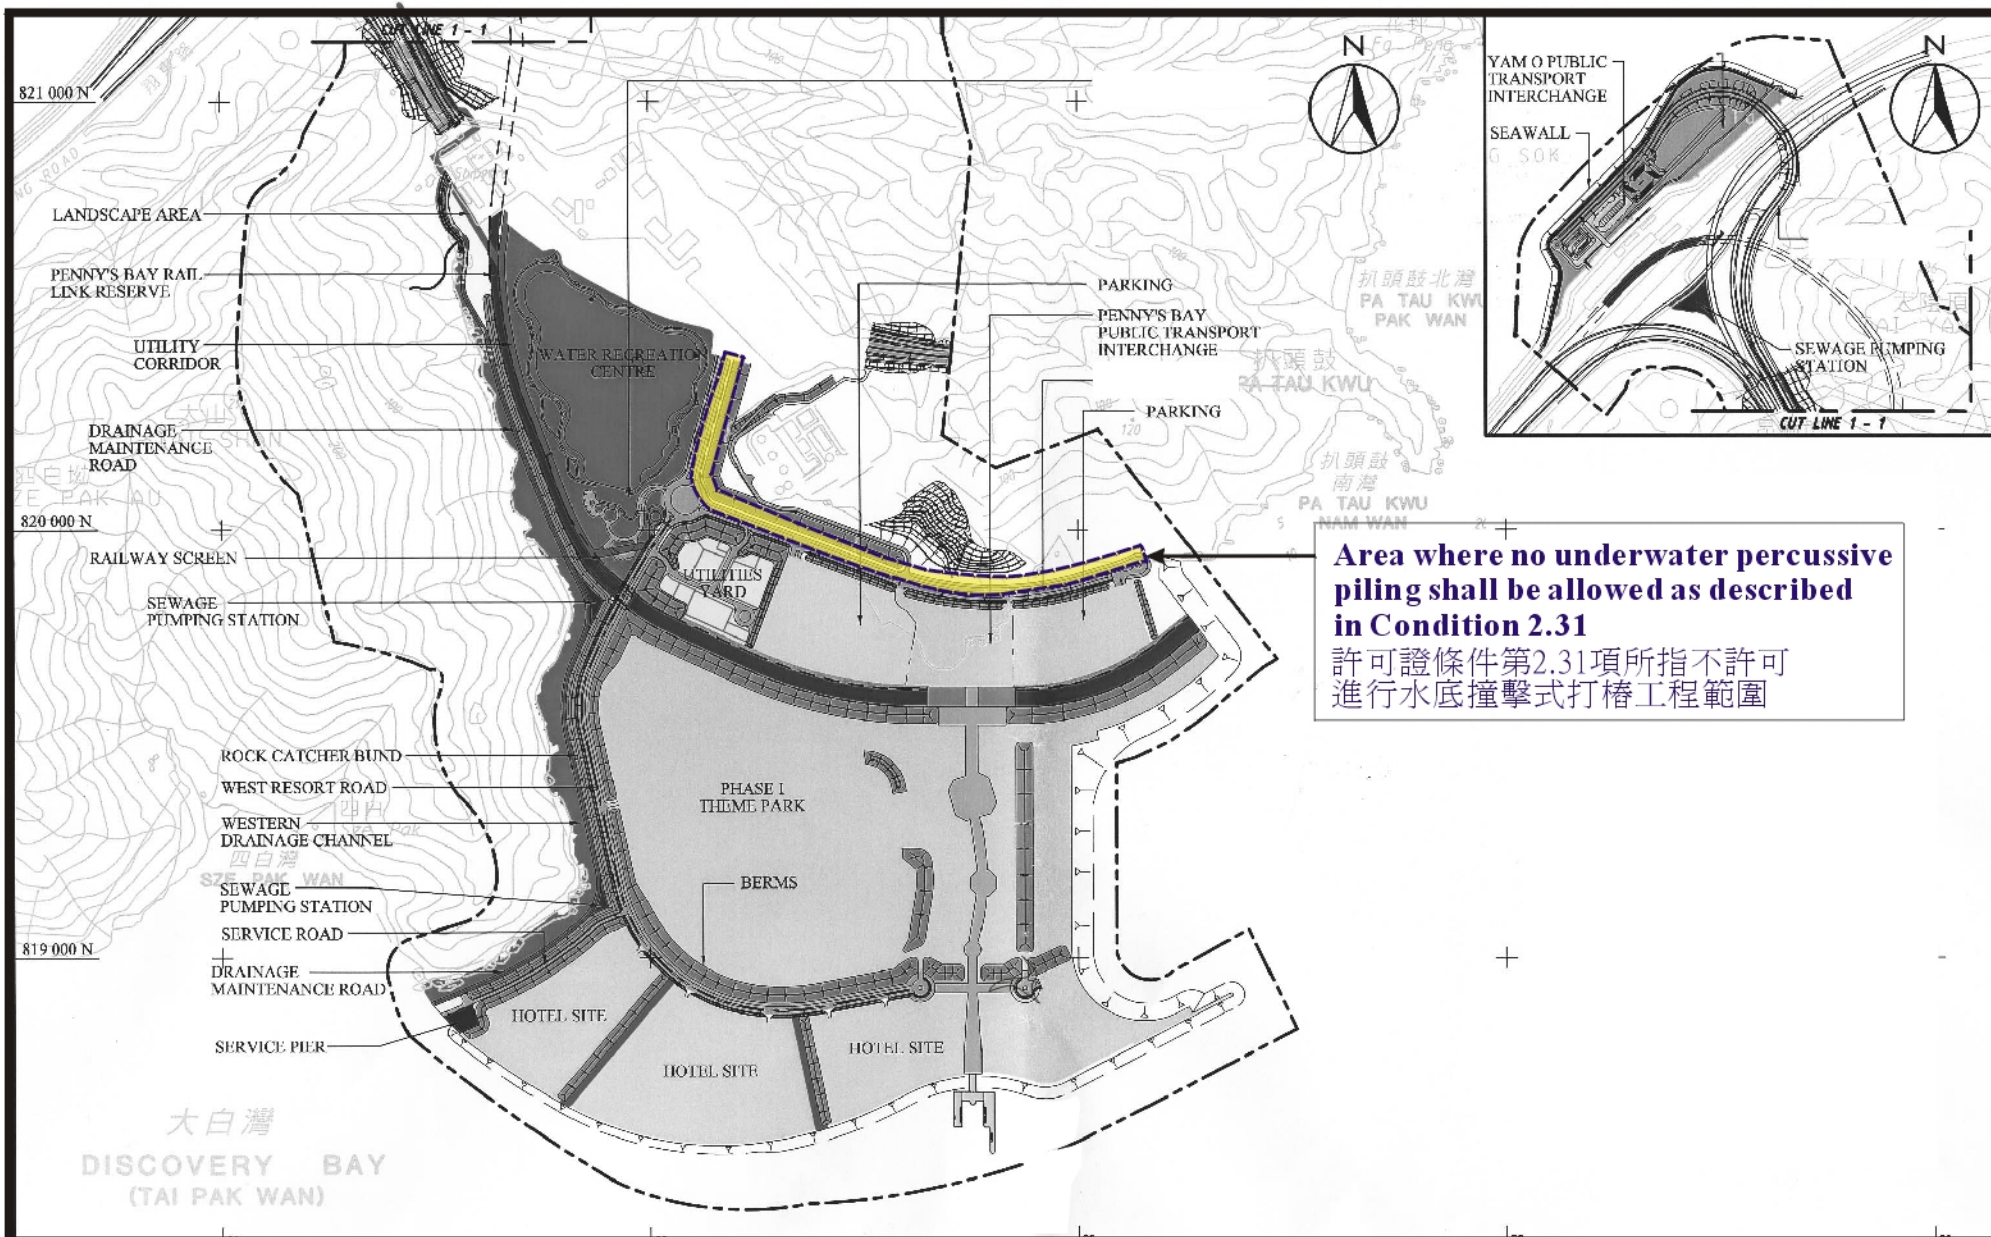 CUT LINE 1 - 1
821 000 N
LANDSCAPE AREA
PENNY'S BAY RAIL
LINK RESERVE
UTILITY
CORRIDOR
DRAINAGE
MAINTENANCE
ROAD
820 000 N
RAILWAY SCREEN
SEWAGE
PUMPING STATION
ROCK CATCHER BUND
WEST RESORT ROAD
WESTERN
DRAINAGE CHANNEL
四白灣
SZE PAK WAN
SEWAGE
PUMPING STATION
SERVICE ROAD
819 000 N
DRAINAGE
MAINTENANCE ROAD
SERVICE PIER
大白灣
DISCOVERY BAY
(TAI PAK WAN)
WATER RECREATION
CENTRE
UTILITIES
YARD
PHASE I
THEME PARK
BERMS
HOTEL SITE
HOTEL SITE
HOTEL SITE
N
PARKING
PENNY'S BAY
PUBLIC TRANSPORT
INTERCHANGE
PARKING
扒頭鼓北灣
PA TAU KWU
PAK WAN
扒頭鼓
PA TAU KWU
扒頭鼓
南灣
PA TAU KWU
NAM WAN
Area where no underwater percussive
piling shall be allowed as described
in Condition 2.31
許可證條件第2.31項所指不許可
進行水底撞擊式打樁工程範圍
N
YAM O PUBLIC
TRANSPORT
INTERCHANGE
SEAWALL
SEWAGE PUMPING
STATION
CUT LINE 1 - 1